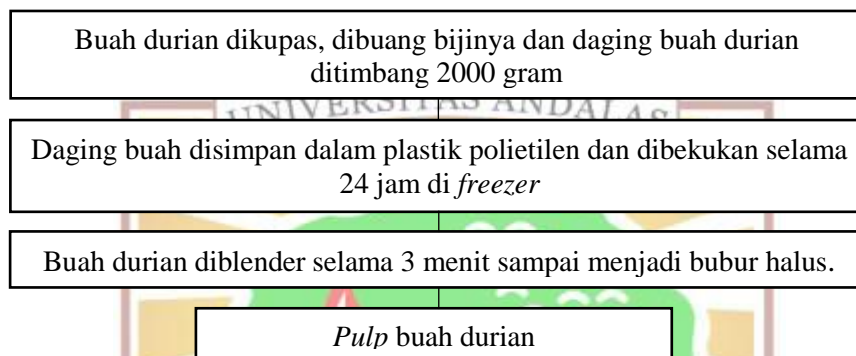 Buah durian dikupas, dibuang bijinya dan daging buah durian
ditimbang 2000 gram
UNIVERSITAS ANDALAS
Daging buah disimpan dalam plastik polietilen dan dibekukan selama
24 jam di freezer
Buah durian diblender selama 3 menit sampai menjadi bubur halus.
Pulp buah durian